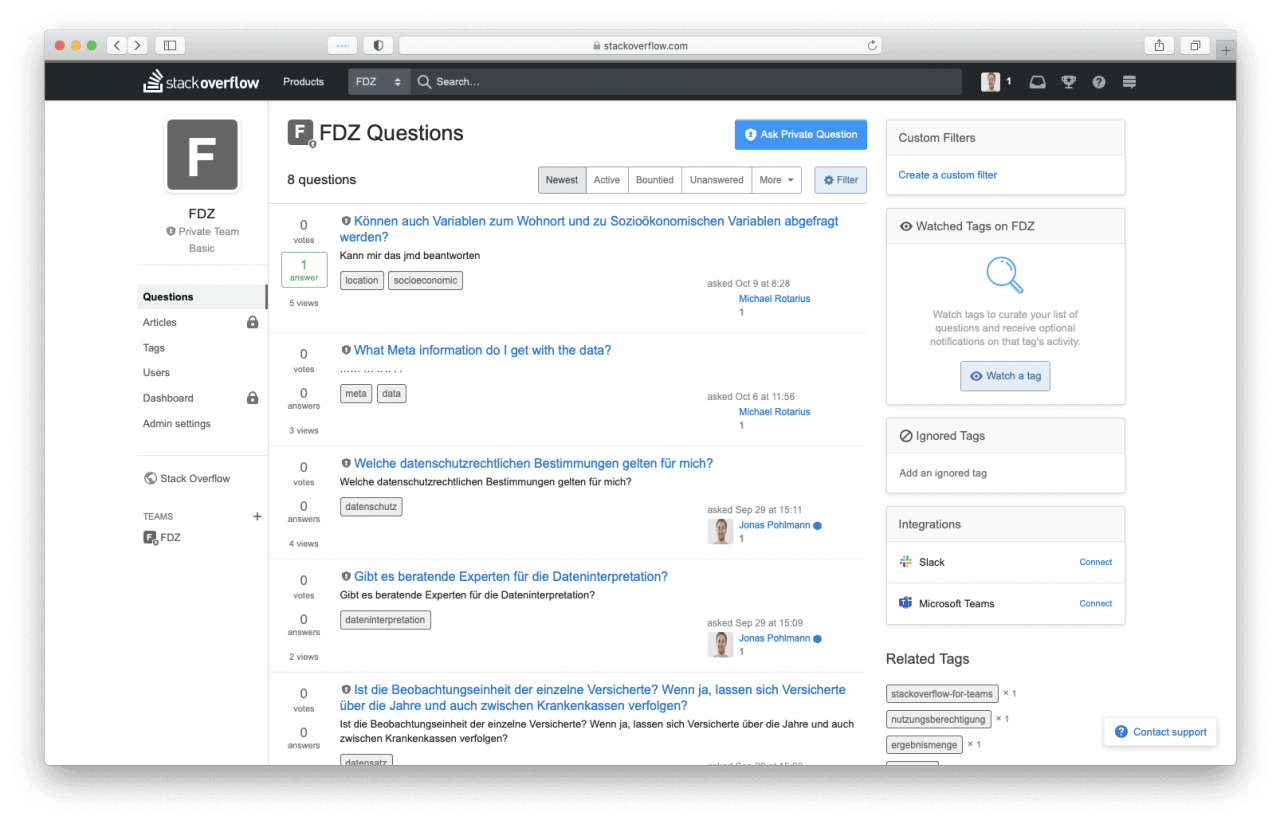 stackoverflow.com
stackoverflow
Products
FDZ
Search...
1
F
FDZ
Private Team
Basic
Questions
Articles
Tags
Users
Dashboard
Admin settings
Stack Overflow
TEAMS
FDZ
F FDZ Questions
Ask Private Question
8 questions
Newest
Active
Bountied
Unanswered
More
Filter
0
votes
1
answer
5 views
Können auch Variablen zum Wohnort und zu Sozioökonomischen Variablen abgefragt
werden?
Kann mir das jmd beantworten
location
socioeconomic
asked Oct 9 at 8:28
Michael Rotarius
1
0
votes
0
answers
3 views
What Meta information do I get with the data?
...... ... .. .. . .
meta
data
asked Oct 6 at 11:56
Michael Rotarius
1
0
votes
0
answers
4 views
Welche datenschutzrechtlichen Bestimmungen gelten für mich?
Welche datenschutzrechtlichen Bestimmungen gelten für mich?
datenschutz
asked Sep 29 at 15:11
Jonas Pohlmann
1
0
votes
0
answers
2 views
Gibt es beratende Experten für die Dateninterpretation?
Gibt es beratende Experten für die Dateninterpretation?
dateninterpretation
asked Sep 29 at 15:09
Jonas Pohlmann
1
0
votes
0
answers
Ist die Beobachtungseinheit der einzelne Versicherte? Wenn ja, lassen sich Versicherte
über die Jahre und auch zwischen Krankenkassen verfolgen?
Ist die Beobachtungseinheit der einzelne Versicherte? Wenn ja, lassen sich Versicherte über die Jahre und auch
zwischen Krankenkassen verfolgen?
datensatz
Custom Filters
Create a custom filter
Watched Tags on FDZ
Watch tags to curate your list of
questions and receive optional
notifications on that tag's activity.
Watch a tag
Ignored Tags
Add an ignored tag
Integrations
Slack
Connect
Microsoft Teams
Connect
Related Tags
stackoverflow-for-teams × 1
nutzungsberechtigung × 1
ergebnismenge × 1
Contact support